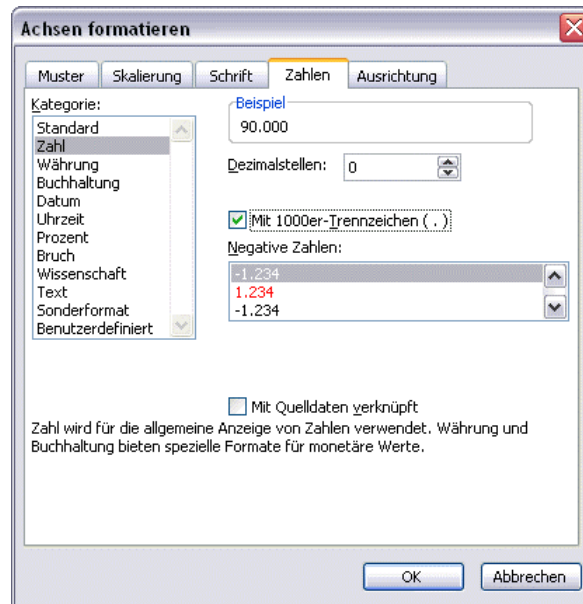 Achsen formatieren
Muster
Skalierung
Schrift
Zahlen
Ausrichtung
Kategorie:
Standard
Zahl
Währung
Buchhaltung
Datum
Uhrzeit
Prozent
Bruch
Wissenschaft
Text
Sonderformat
Benutzerdefiniert
Beispiel
90.000
Dezimalstellen: 0
Mit 1000er-Trennzeichen ( . )
Negative Zahlen:
-1.234
1.234
-1.234
Mit Quelldaten verknüpft
Zahl wird für die allgemeine Anzeige von Zahlen verwendet. Währung und
Buchhaltung bieten spezielle Formate für monetäre Werte.
OK
Abbrechen